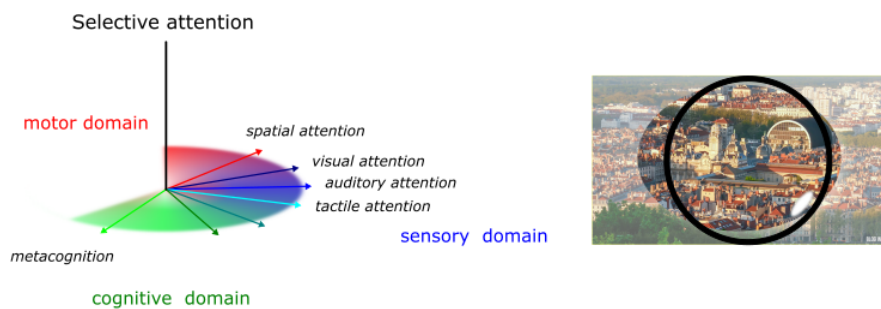 Selective attention
motor domain
spatial attention
visual attention
auditory attention
tactile attention
sensory domain
metacognition
cognitive domain